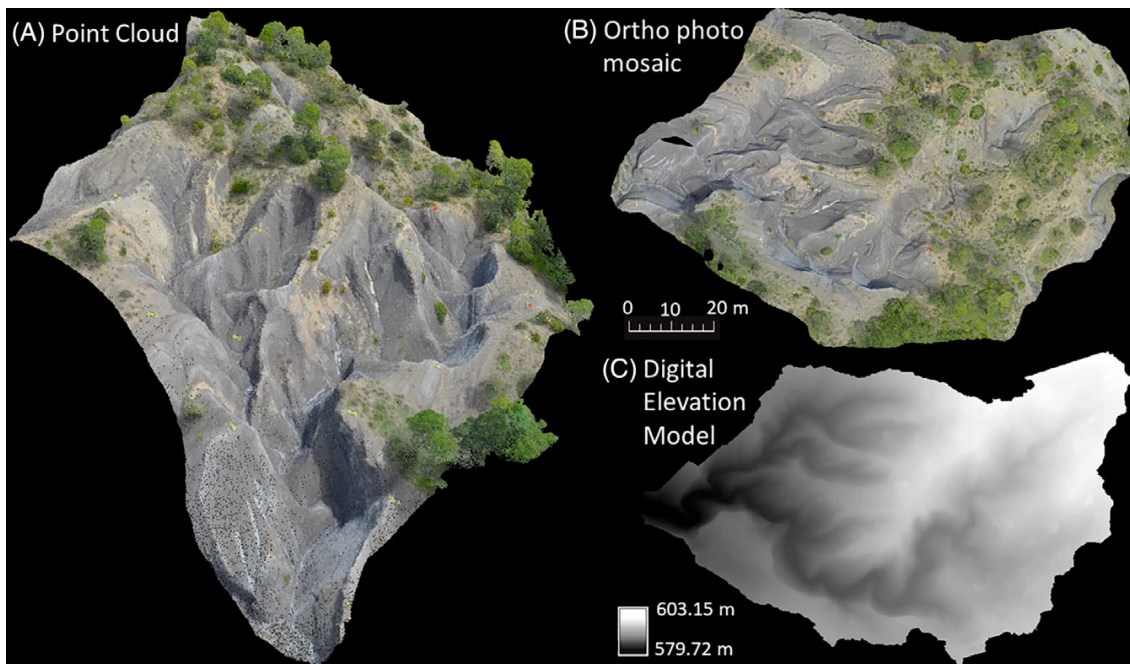 (A) Point Cloud
(B) Ortho photo
mosaic
0 10 20 m
(C) Digital
Elevation
Model
603.15 m
579.72 m